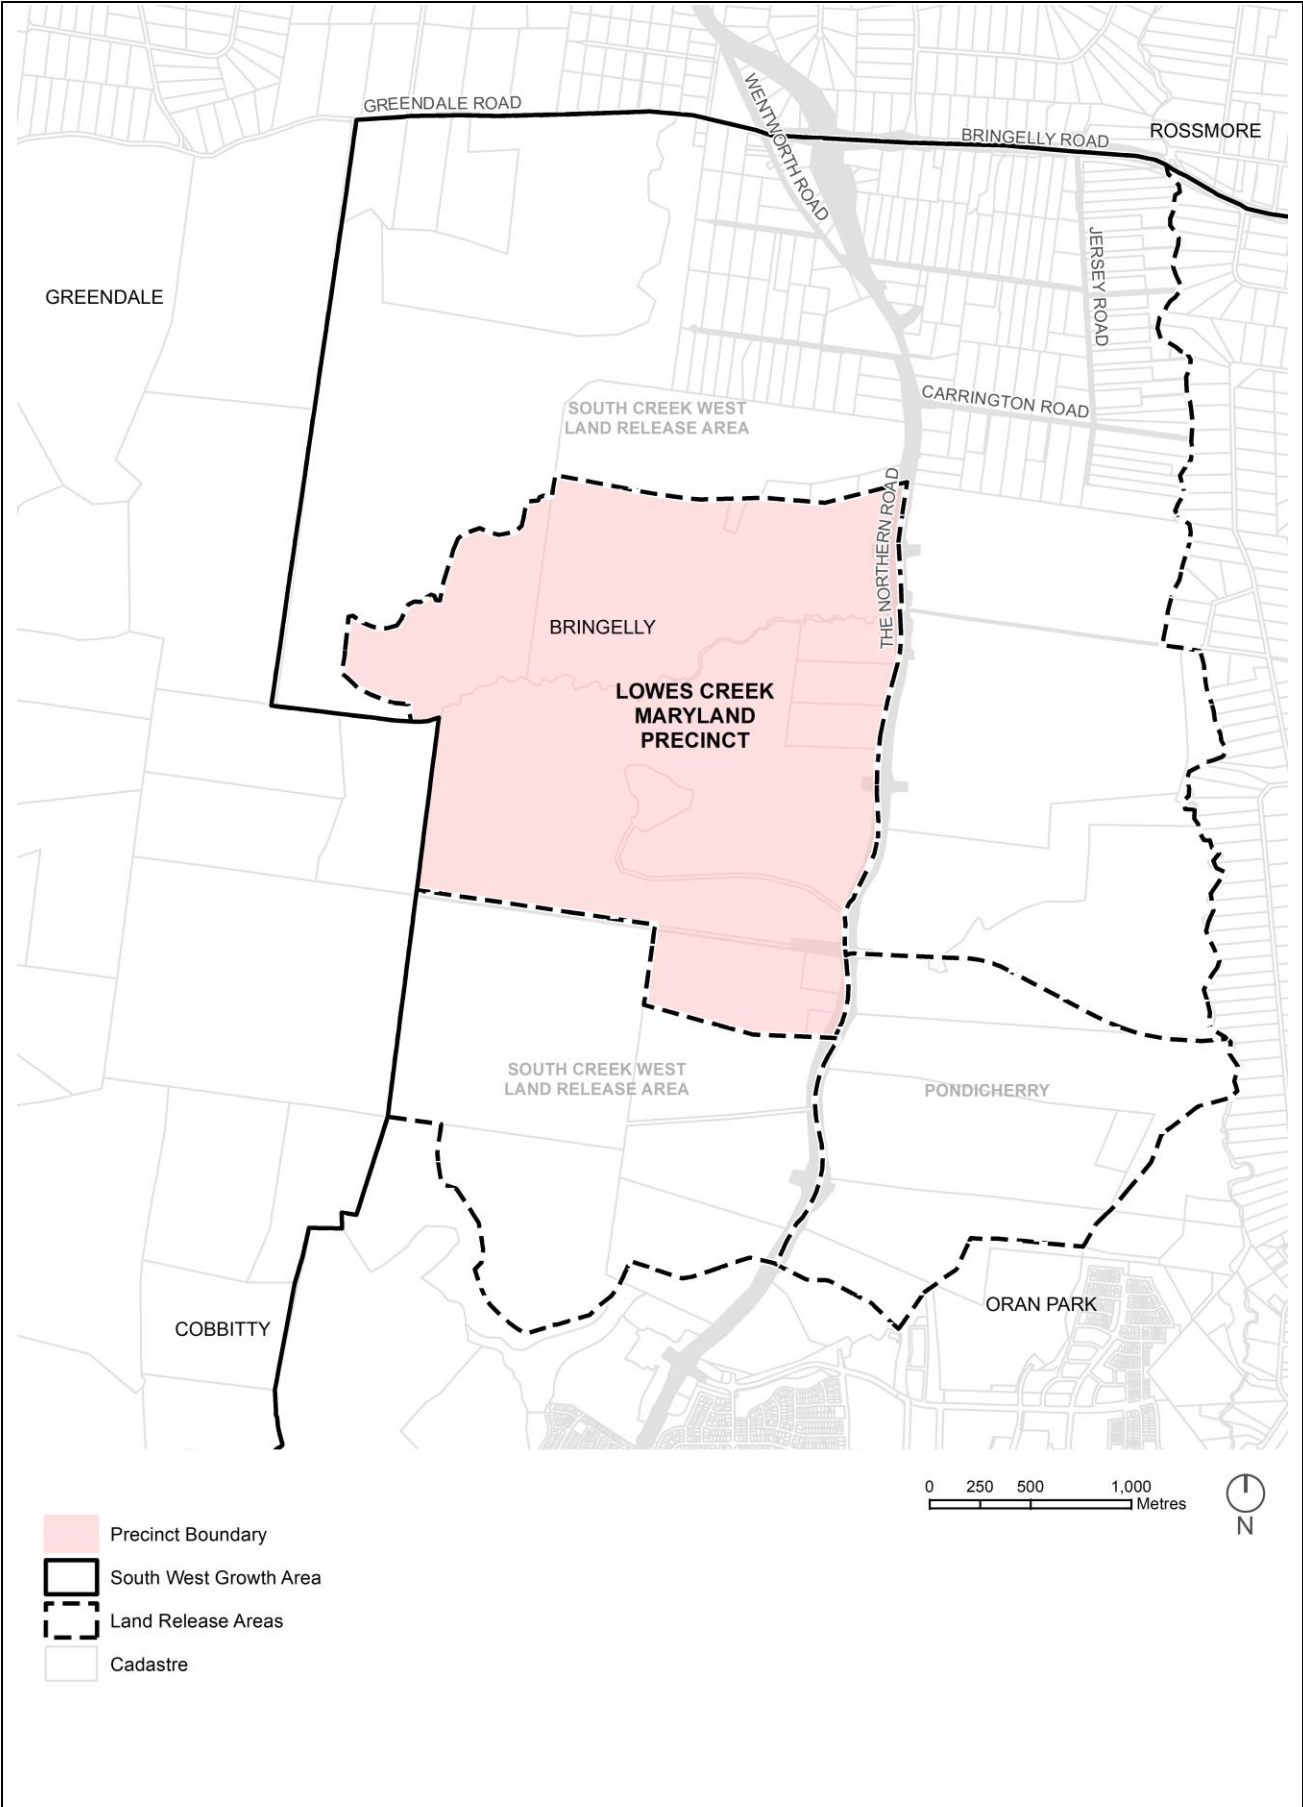 GREENDALE ROAD
WENTWORTH ROAD
BRINGELLY ROAD
ROSSMORE
JERSEY ROAD
GREENDALE
CARRINGTON ROAD
SOUTH CREEK WEST
LAND RELEASE AREA
THE NORTHERN ROAD
BRINGELLY
LOWES CREEK
MARYLAND
PRECINCT
SOUTH CREEK WEST
LAND RELEASE AREA
PONDICHERRY
ORAN PARK
COBBITTY
0 250 500 1,000
Metres
N
Precinct Boundary
South West Growth Area
Land Release Areas
Cadastre